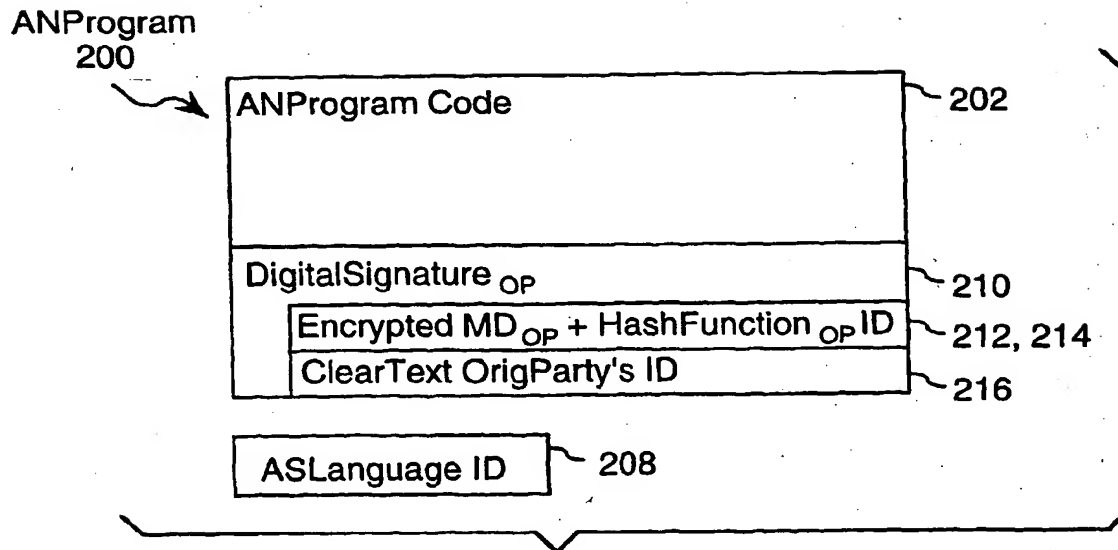 ANProgram
200
ANProgram Code
202
DigitalSignature OP
210
Encrypted MD OP + HashFunction OP ID
212, 214
ClearText OrigParty's ID
216
ASLanguage ID
208